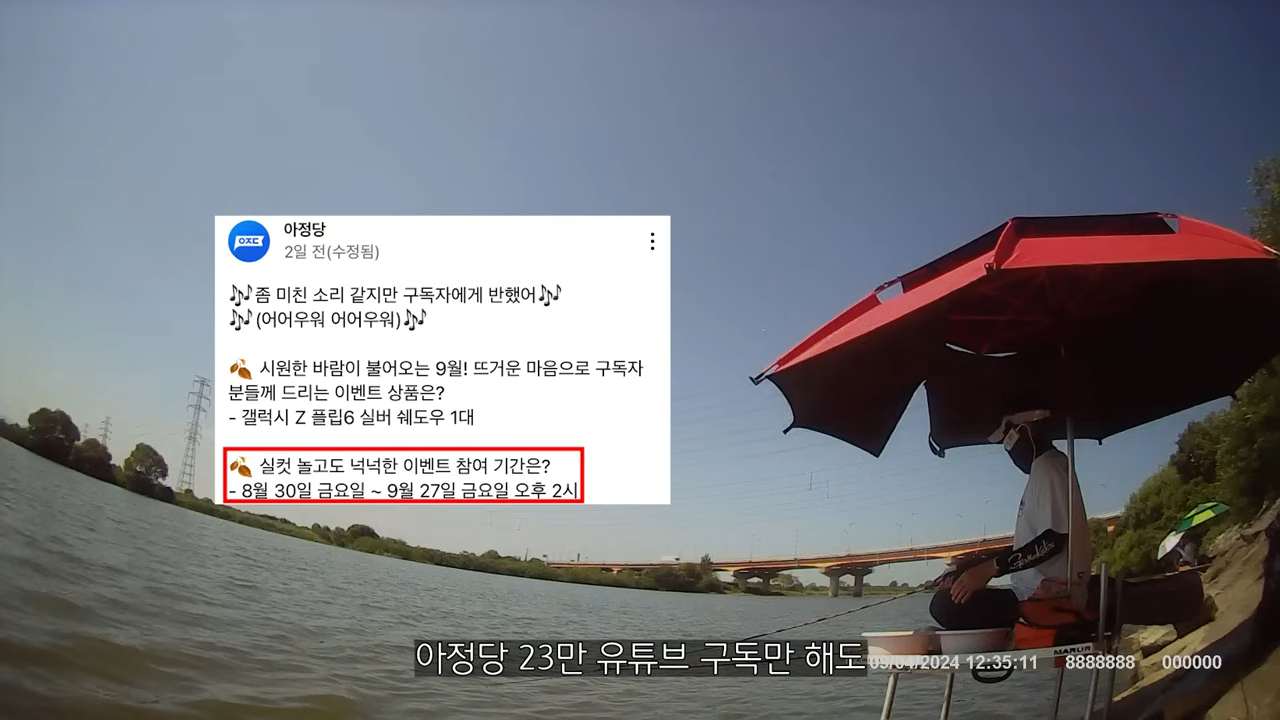 아정당
2일 전(수정됨)
🎶좀 미친 소리 같지만 구독자에게 반했어🎶
🎶(어어우워 어어우워)🎶
🍂 시원한 바람이 불어오는 9월! 뜨거운 마음으로 구독자
분들께 드리는 이벤트 상품은?
- 갤럭시 Z 플립6 실버 쉐도우 1대
🍂 실컷 놀고도 넉넉한 이벤트 참여 기간은?
- 8월 30일 금요일 ~ 9월 27일 금요일 오후 2시
아정당 23만 유튜브 구독만 해도
09/04/2024 12:35:11 8888888 000000
MARUR